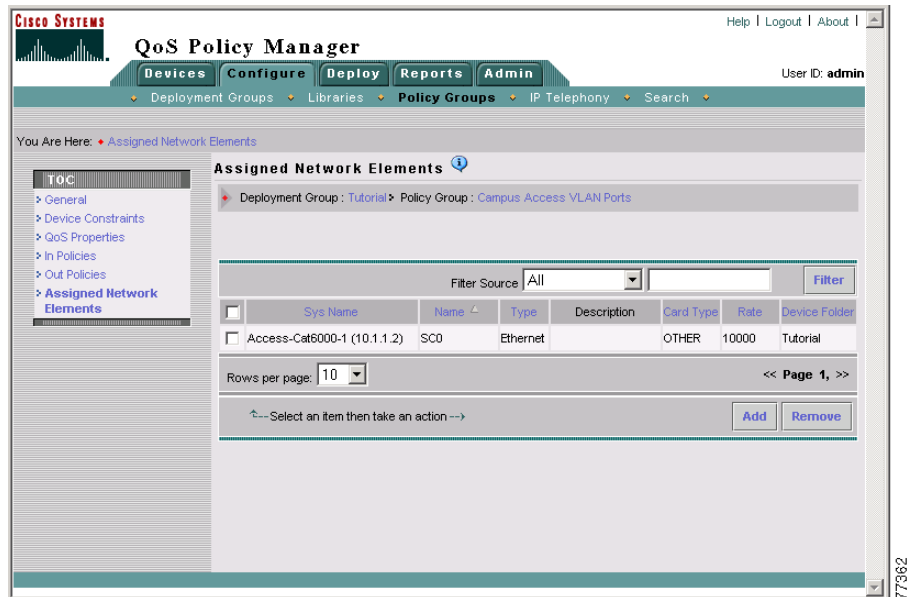 CISCO SYSTEMS
Help | Logout | About |
QoS Policy Manager
Devices Configure Deploy Reports Admin
User ID: admin
Deployment Groups Libraries Policy Groups IP Telephony Search
You Are Here: Assigned Network Elements
TOC
General
Device Constraints
QoS Properties
In Policies
Out Policies
Assigned Network
Elements
Assigned Network Elements
Deployment Group : Tutorial > Policy Group : Campus Access VLAN Ports
Filter Source All Filter
Sys Name Name Type Description Card Type Rate Device Folder
Access-Cat6000-1 (10.1.1.2) SC0 Ethernet OTHER 10000 Tutorial
Rows per page: 10 << Page 1, >>
--Select an item then take an action --> Add Remove
77362